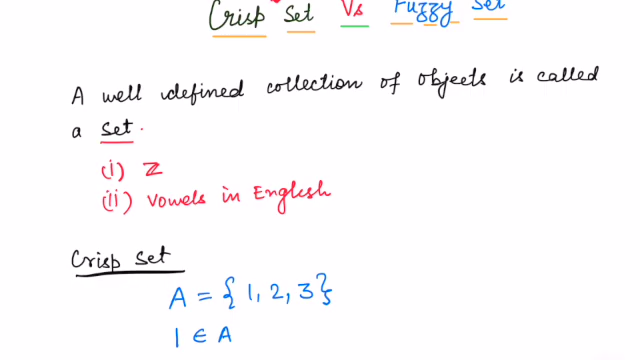 Crisp Set Vs Fuzzy Set
A well defined collection of objects is called
a set.
(i) Z
(ii) Vowels in English
Crisp Set
A = {1, 2, 3}
1 ∈ A